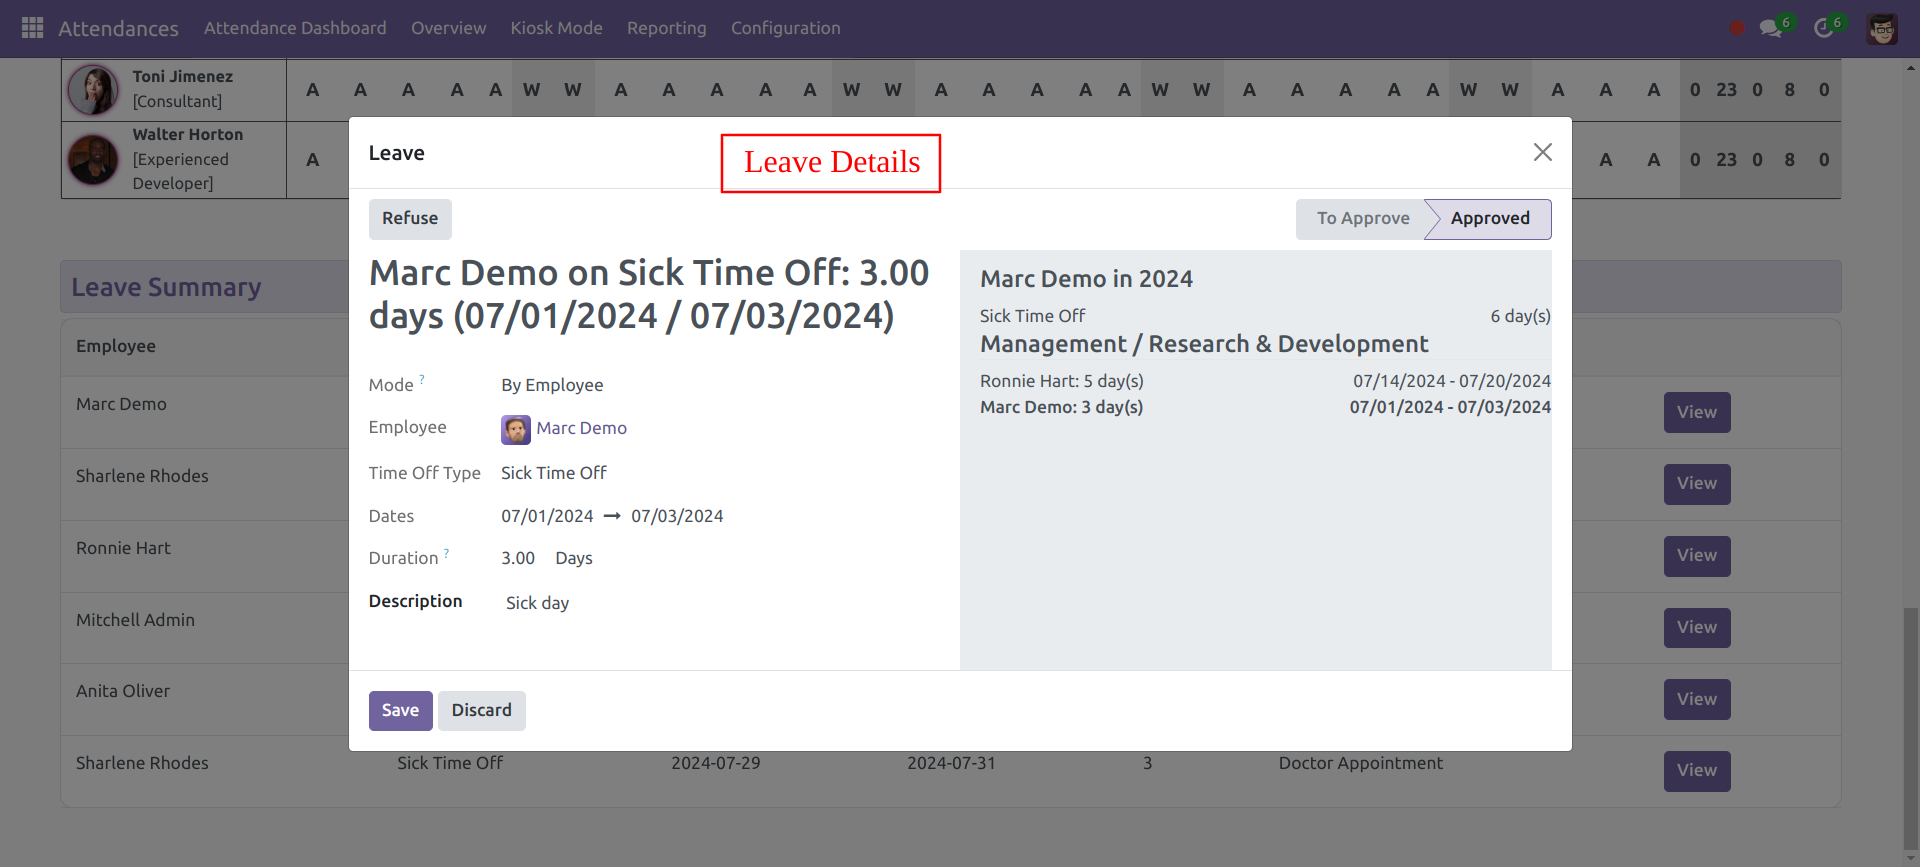 Attendances Attendance Dashboard Overview Kiosk Mode Reporting Configuration 6 6
Toni Jimenez
[Consultant]
A A A A A W W A A A A A W W A A A A A W W A A A A A W W A A A 0 23 0 8 0
Walter Horton
[Experienced
Developer]
A A A 0 23 0 8 0
Leave
Leave Details
Refuse
To Approve Approved
Marc Demo on Sick Time Off: 3.00
days (07/01/2024 / 07/03/2024)
Mode ? By Employee
Employee Marc Demo
Time Off Type Sick Time Off
Dates 07/01/2024 → 07/03/2024
Duration ? 3.00 Days
Description Sick day
Marc Demo in 2024
Sick Time Off 6 day(s)
Management / Research & Development
Ronnie Hart: 5 day(s) 07/14/2024 - 07/20/2024
Marc Demo: 3 day(s) 07/01/2024 - 07/03/2024
Save Discard
Leave Summary
Employee
Marc Demo View
Sharlene Rhodes View
Ronnie Hart View
Mitchell Admin View
Anita Oliver View
Sharlene Rhodes Sick Time Off 2024-07-29 2024-07-31 3 Doctor Appointment View